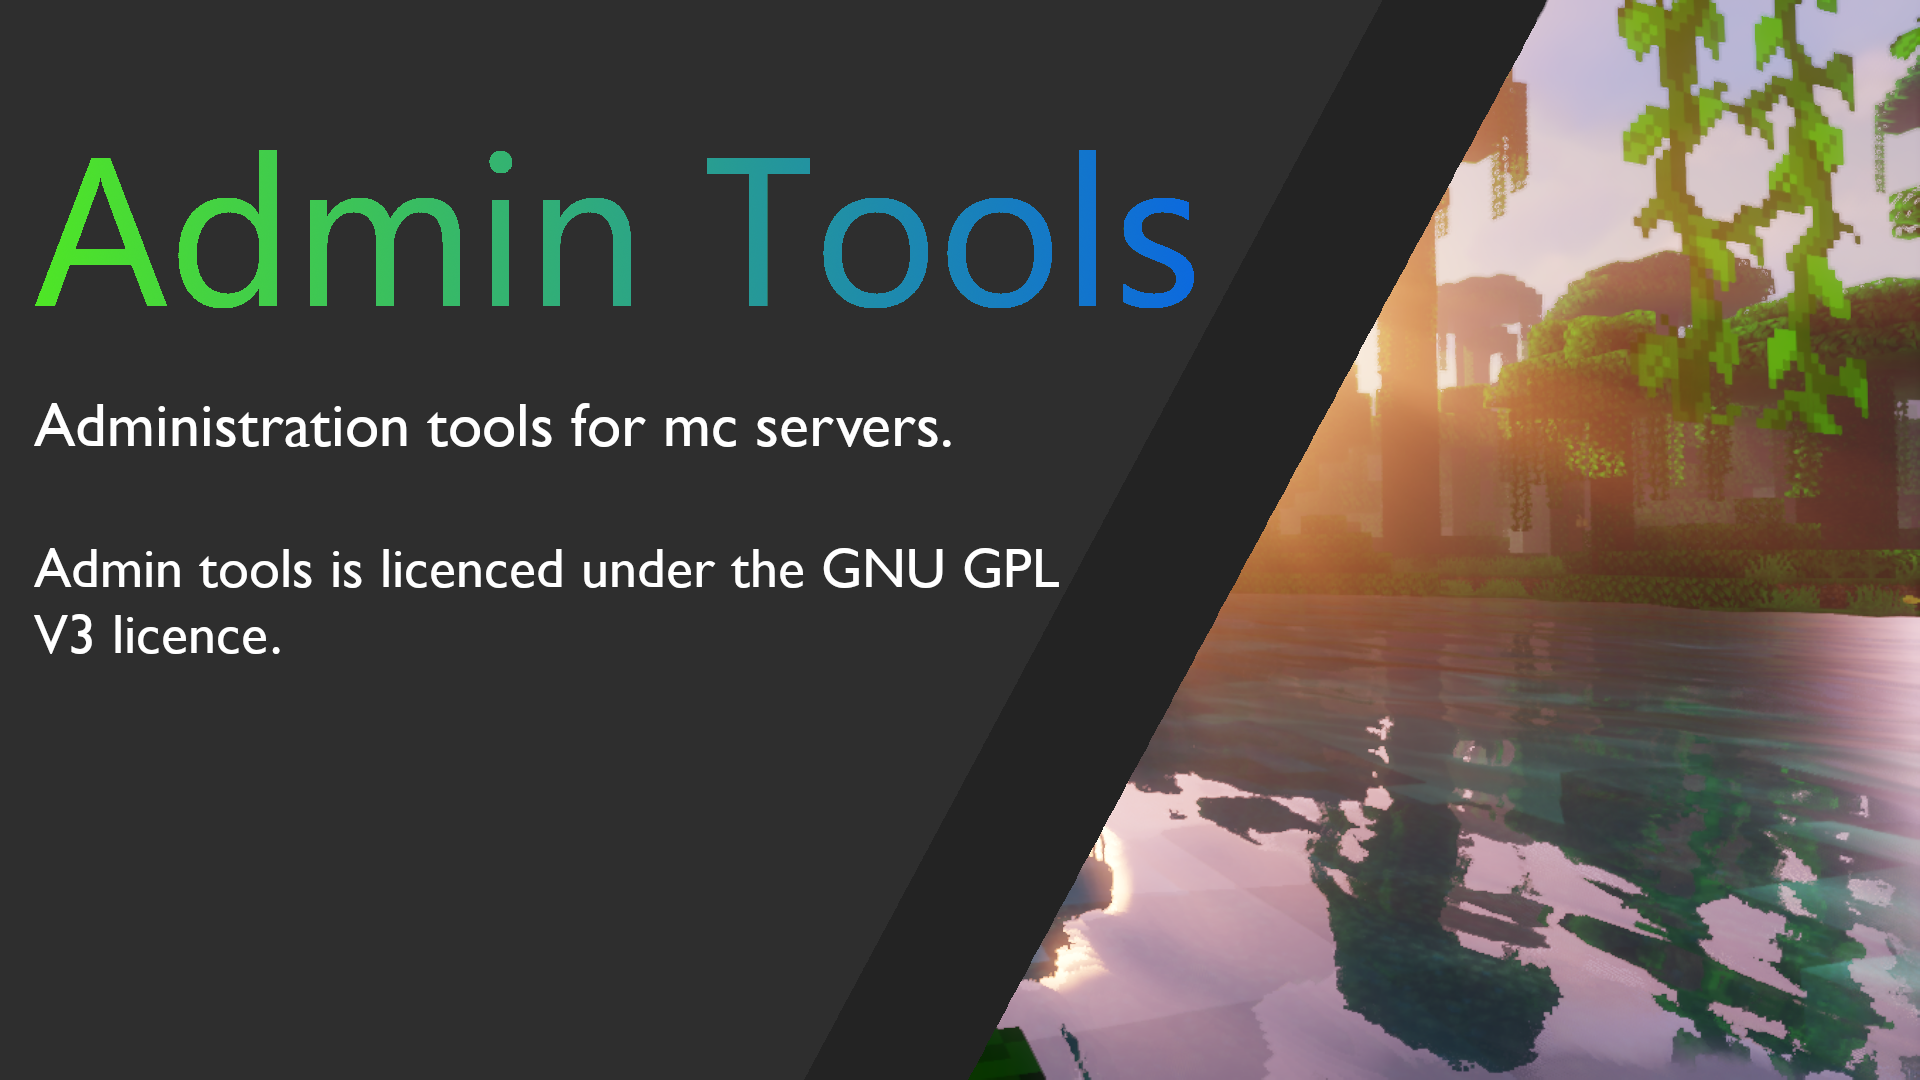 Admin Tools
Administration tools for mc servers.
Admin tools is licenced under the GNU GPL
V3 licence.